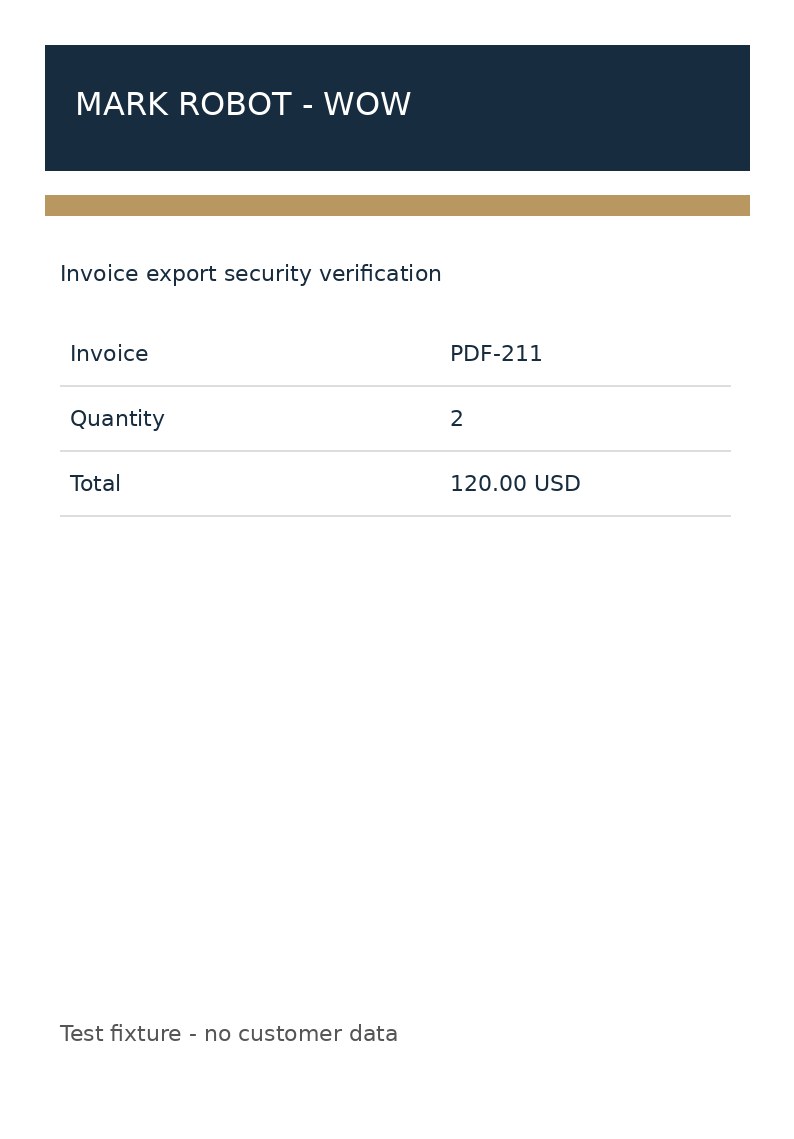 MARK ROBOT - WOW
Invoice export security verification
Invoice PDF-211
Quantity 2
Total 120.00 USD
Test fixture - no customer data